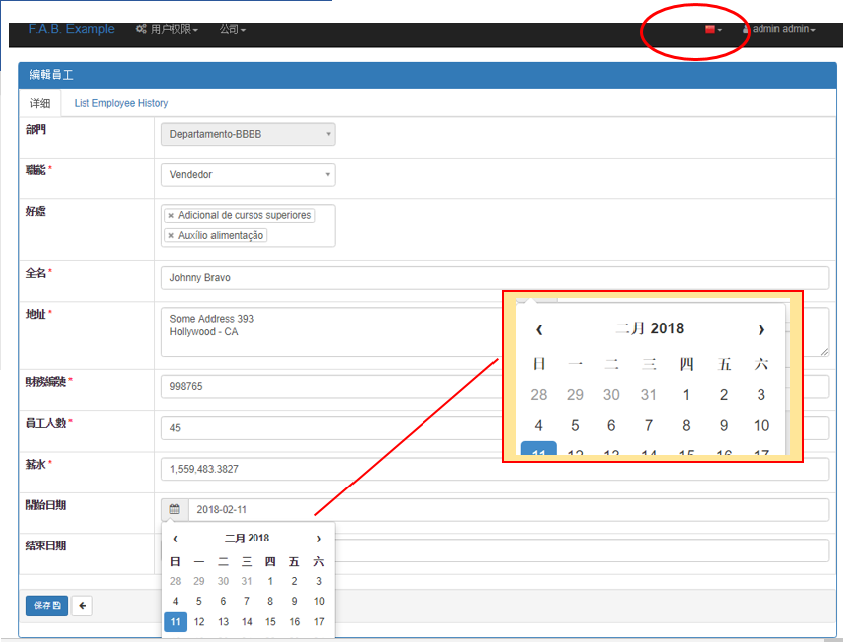 F.A.B. Example 用户权限 公司 admin admin
編輯員工
详细 List Employee History
部門 Departamento-BBEB
職能 * Vendedor
好處 × Adicional de cursos superiores
× Auxílio alimentação
全名 * Johnny Bravo
地址 * Some Address 393
Hollywood - CA
財務編號 * 998765
員工人數 * 45
薪水 * 1,559,483.3827
開始日期 2018-02-11
結束日期
‹ 二月 2018 ›
日 一 二 三 四 五 六
28 29 30 31 1 2 3
4 5 6 7 8 9 10
11 12 13 14 15 16 17
保存
‹ 二月 2018 ›
日 一 二 三 四 五 六
28 29 30 31 1 2 3
4 5 6 7 8 9 10
11 12 13 14 15 16 17